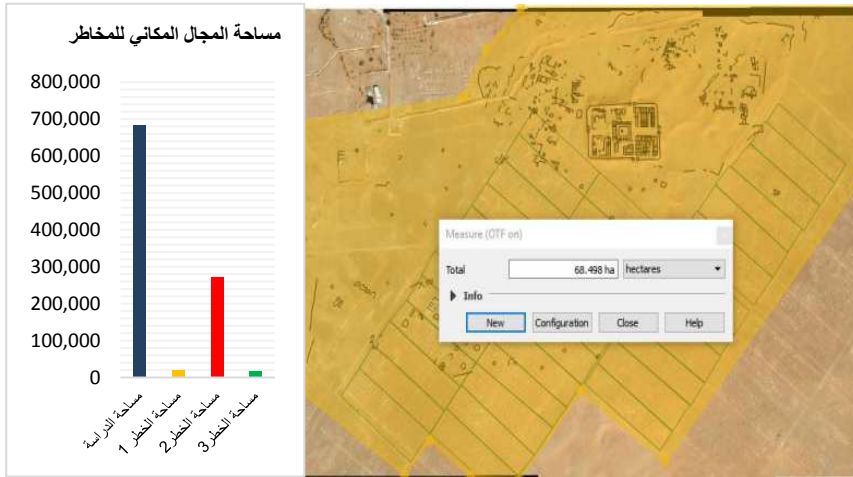 مساحة المجال المكاني للمخاطر
800,000
700,000
600,000
500,000
400,000
300,000
200,000
100,000
0
مساحة الدراسة
مساحة الخطر 1
مساحة الخطر2
مساحة الخطر3
Measure (OTF on)
Total 68.498 ha hectares
Info
New Configuration Close Help